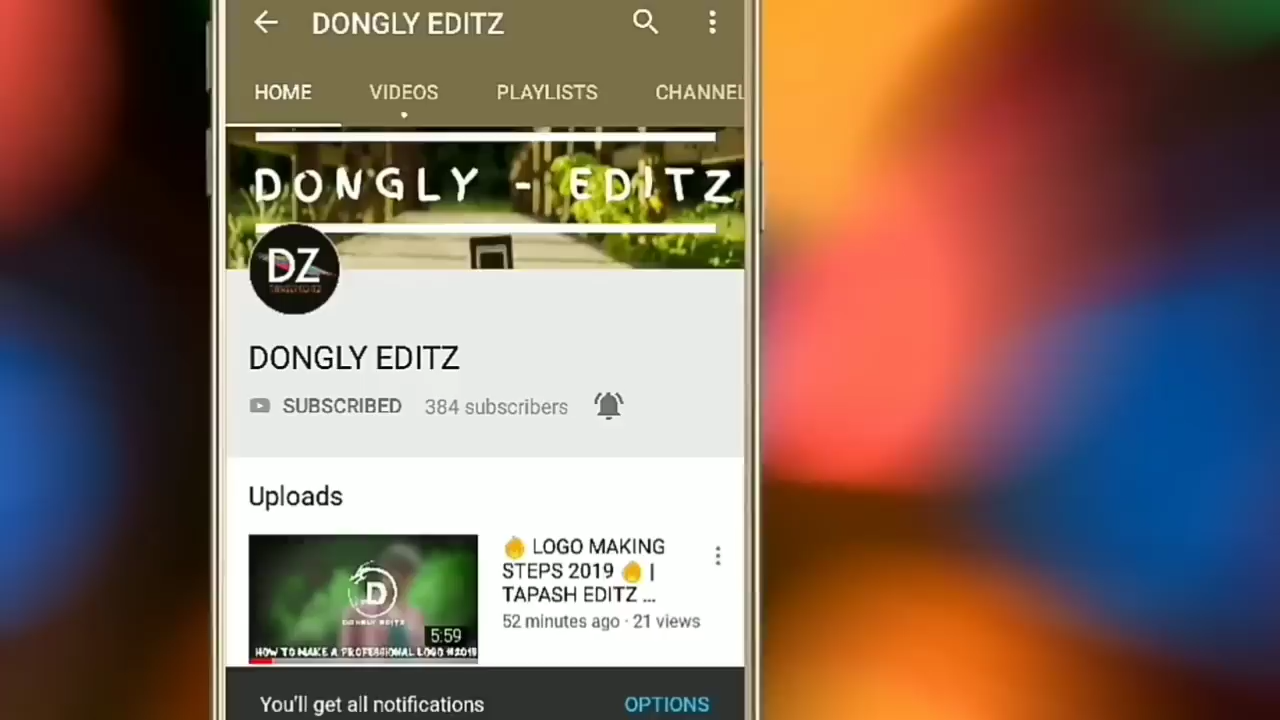 DONGLY EDITZ
HOME VIDEOS PLAYLISTS CHANNEL
DONGLY - EDITZ
DZ
DONGLY EDITZ
SUBSCRIBED 384 subscribers
Uploads
🔥 LOGO MAKING
STEPS 2019 🔥 |
TAPASH EDITZ ...
52 minutes ago · 21 views
D
DONGLY EDITZ
5:59
HOW TO MAKE A PROFESSIONAL LOGO #2019
You'll get all notifications OPTIONS